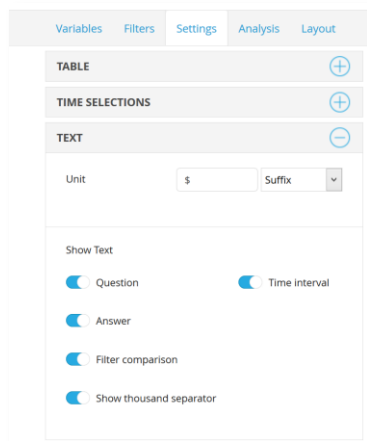 Variables Filters Settings Analysis Layout
TABLE
TIME SELECTIONS
TEXT
Unit $ Suffix
Show Text
Question Time interval
Answer
Filter comparison
Show thousand separator